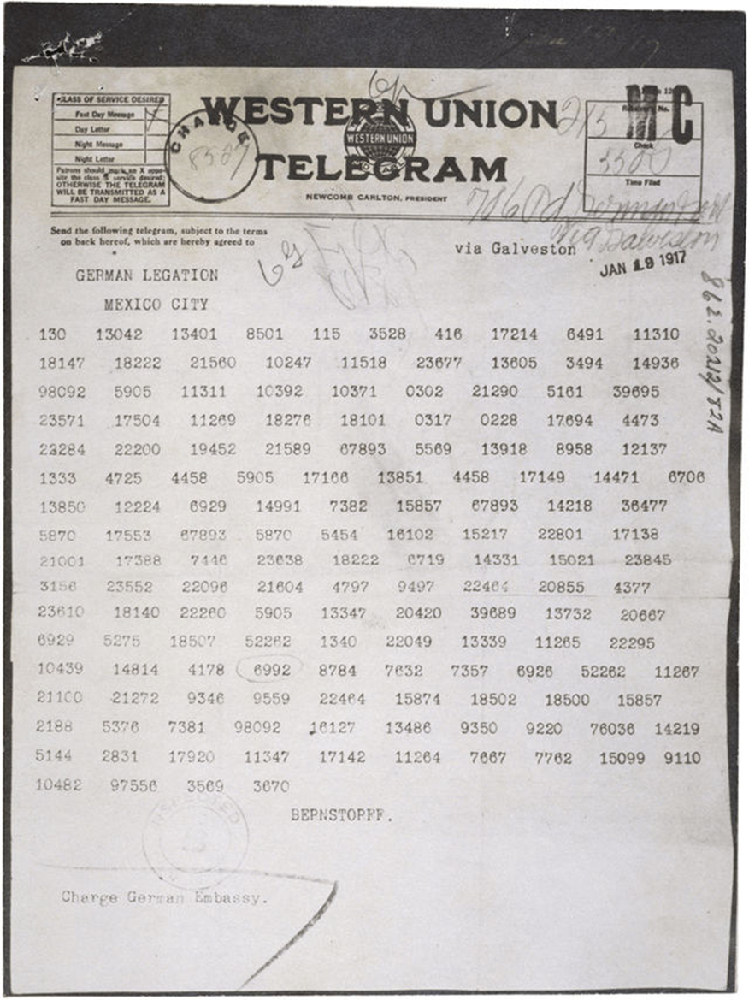 CLASS OF SERVICE DESIRED
Fast Day Message
Day Letter
Night Message
Night Letter
Patrons should mark an X oppo-
site the class of service desired;
OTHERWISE THE TELEGRAM
WILL BE TRANSMITTED AS A
FAST DAY MESSAGE.
CHARGE
WESTERN UNION
WESTERN UNION
TELEGRAM
NEWCOMB CARLTON, PRESIDENT
Receiver's No.
Check
Time Filed
Send the following telegram, subject to the terms
on back hereof, which are hereby agreed to
via Galveston
via Galveston
JAN 19 1917
GERMAN LEGATION
MEXICO CITY
130 13042 13401 8501 115 3528 416 17214 6491 11310
18147 18222 21560 10247 11518 23677 13605 3494 14936
98092 5905 11311 10392 10371 0302 21290 5161 39695
23571 17504 11269 18276 18101 0317 0228 17694 4473
22284 22200 19452 21589 67893 5569 13918 8958 12137
1333 4725 4458 5905 17166 13851 4458 17149 14471 6706
13850 12224 6929 14991 7382 15857 67893 14218 36477
5870 17553 67893 5870 5454 16102 15217 22801 17138
21001 17388 7446 23638 18222 6719 14331 15021 23845
3156 23552 22096 21604 4797 9497 22464 20855 4377
23610 18140 22260 5905 13347 20420 39689 13732 20667
6929 5275 18507 52262 1340 22049 13339 11265 22295
10439 14814 4178 6992 8784 7632 7357 6926 52262 11267
21100 21272 9346 9559 22464 15874 18502 18500 15857
2188 5376 7381 98092 16127 13486 9350 9220 76036 14219
5144 2831 17920 11347 17142 11264 7667 7762 15099 9110
10482 97556 3569 3670
BERNSTORFF.
Charge German Embassy.
862.20212/82A